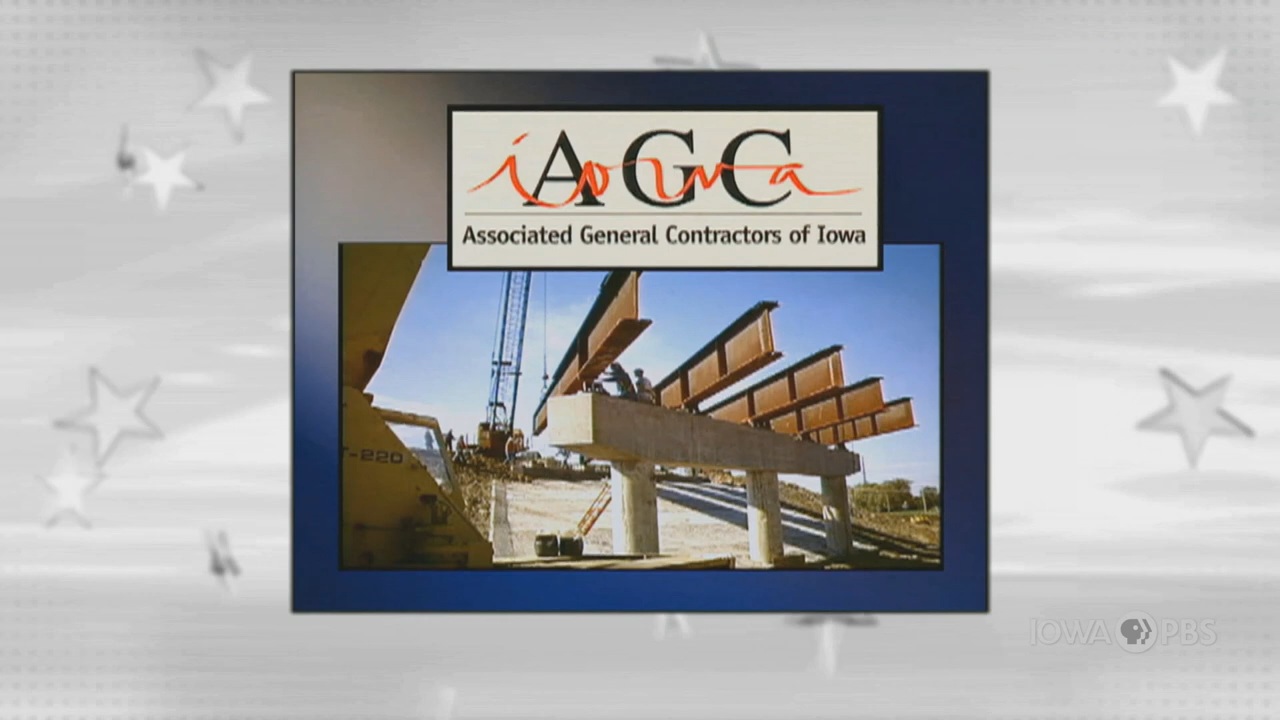 AGC
iowa
Associated General Contractors of Iowa
-220
IOWA PBS